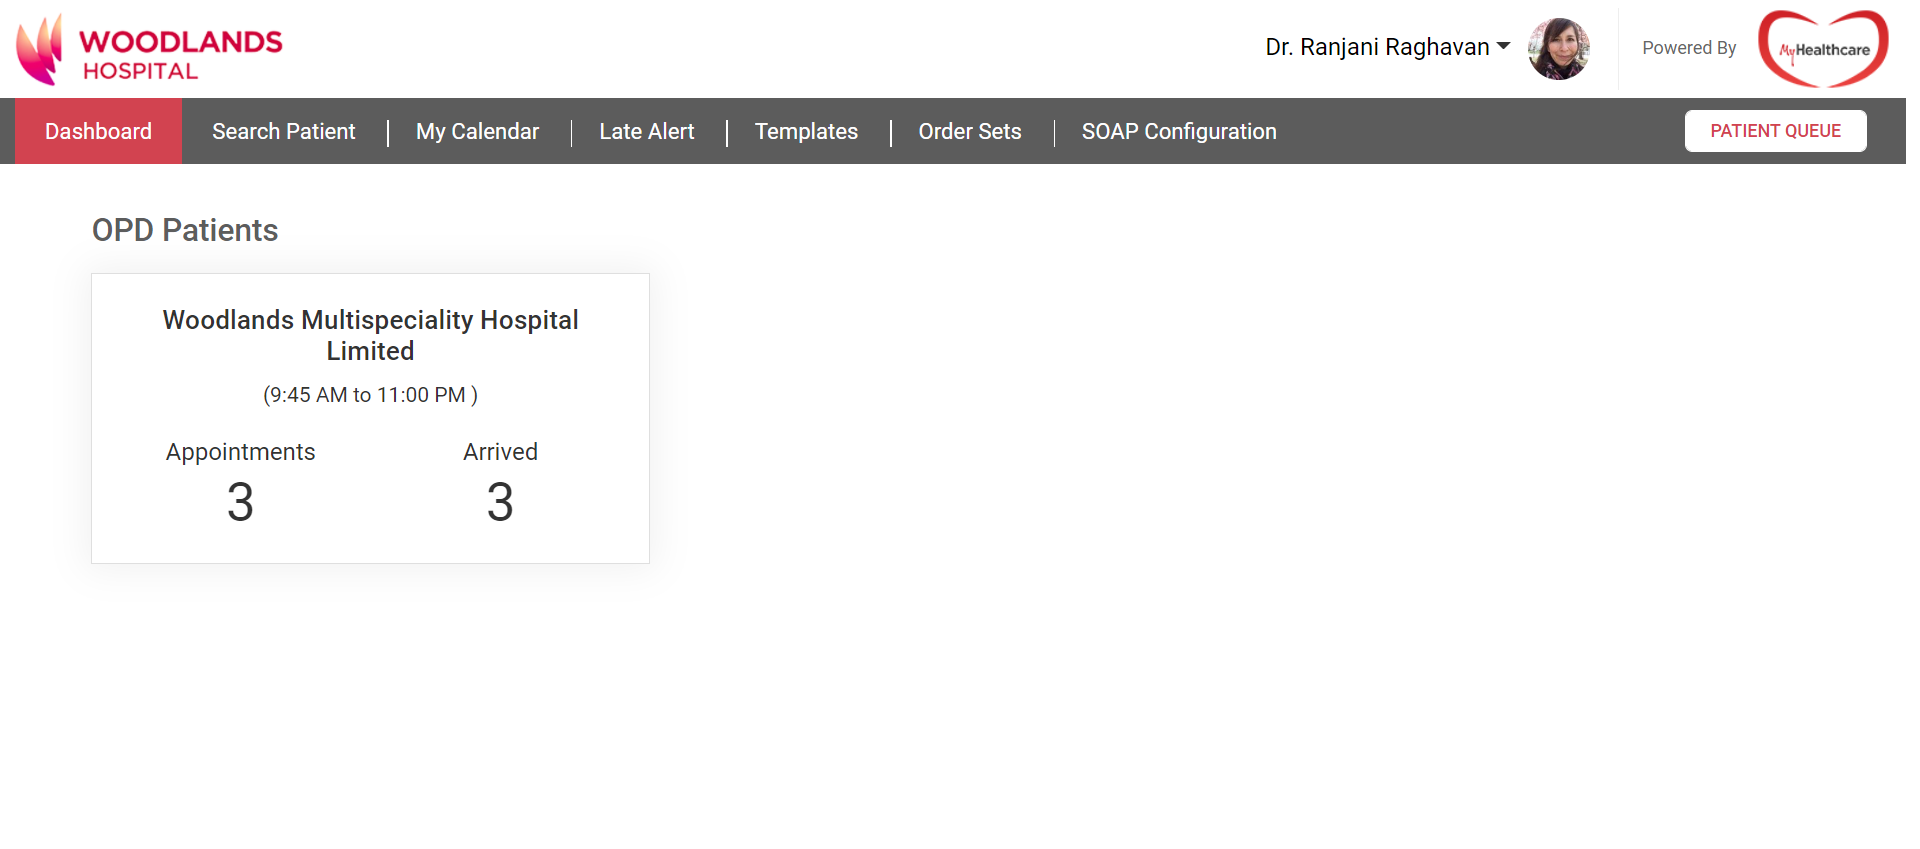 WOODLANDS
HOSPITAL
Dr. Ranjani Raghavan
Powered By
MyHealthcare
Dashboard
Search Patient
My Calendar
Late Alert
Templates
Order Sets
SOAP Configuration
PATIENT QUEUE
OPD Patients
Woodlands Multispeciality Hospital
Limited
(9:45 AM to 11:00 PM )
Appointments
Arrived
3
3